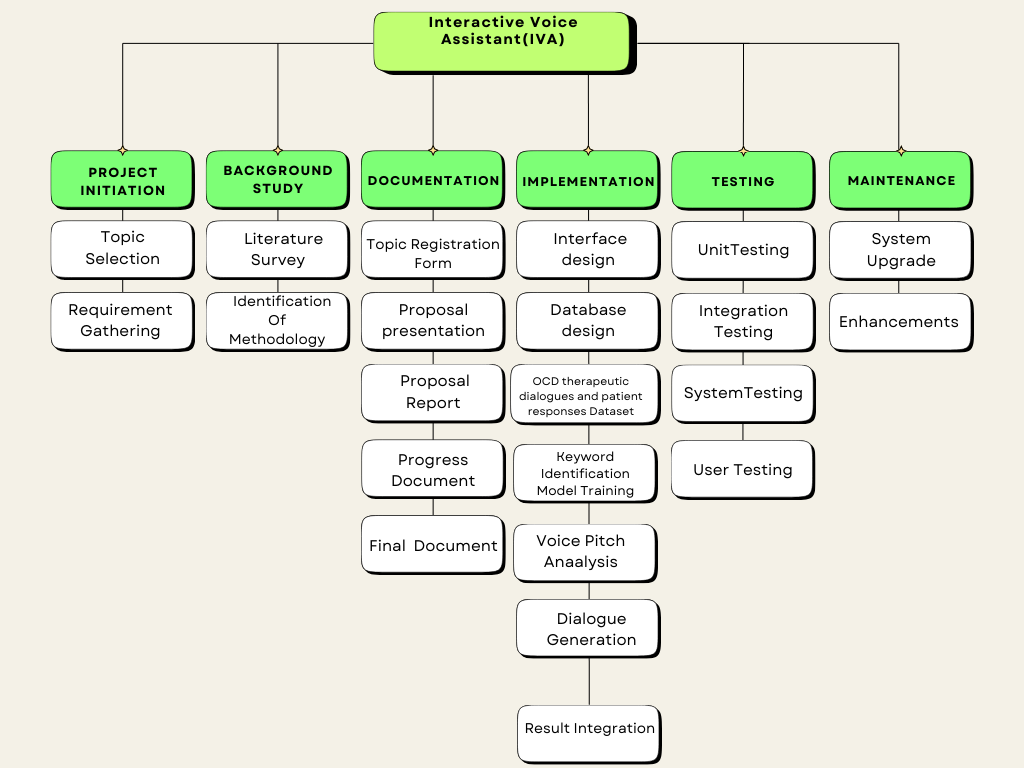 Interactive Voice
Assistant(IVA)
PROJECT
INITIATION
BACKGROUND
STUDY
DOCUMENTATION
IMPLEMENTATION
TESTING
MAINTENANCE
Topic
Selection
Requirement
Gathering
Literature
Survey
Identification
Of
Methodology
Topic Registration
Form
Proposal
presentation
Proposal
Report
Progress
Document
Final Document
Interface
design
Database
design
OCD therapeutic
dialogues and patient
responses Dataset
Keyword
Identification
Model Training
Voice Pitch
Anaalysis
Dialogue
Generation
Result Integration
UnitTesting
Integration
Testing
SystemTesting
User Testing
System
Upgrade
Enhancements